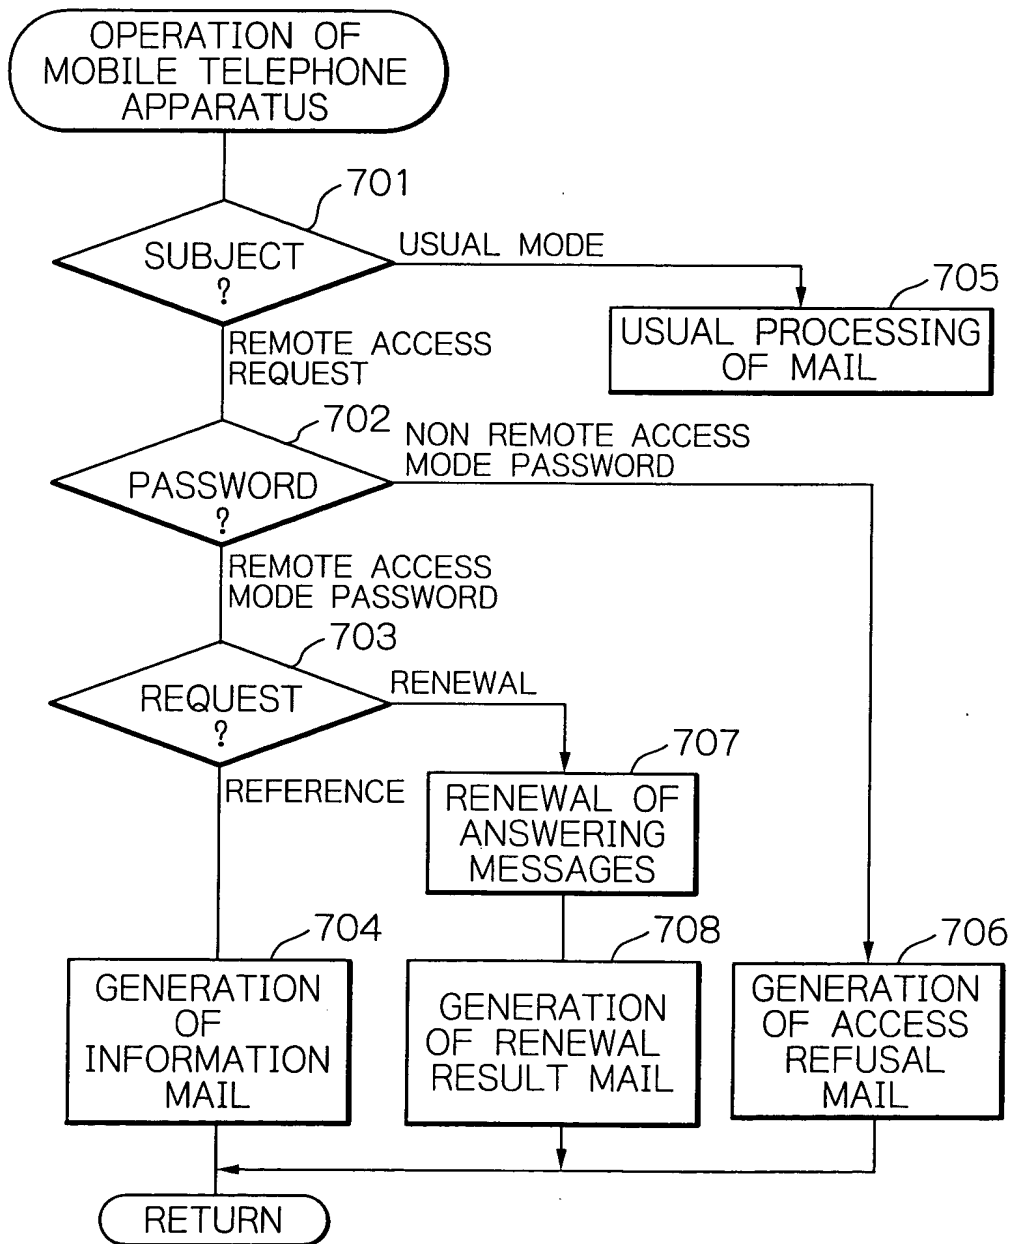 OPERATION OF
MOBILE TELEPHONE
APPARATUS
701
SUBJECT
?
USUAL MODE
705
USUAL PROCESSING
OF MAIL
REMOTE ACCESS
REQUEST
702
PASSWORD
?
NON REMOTE ACCESS
MODE PASSWORD
REMOTE ACCESS
MODE PASSWORD
703
REQUEST
?
RENEWAL
REFERENCE
707
RENEWAL OF
ANSWERING
MESSAGES
704
GENERATION
OF
INFORMATION
MAIL
708
GENERATION
OF RENEWAL
RESULT MAIL
706
GENERATION
OF ACCESS
REFUSAL
MAIL
RETURN